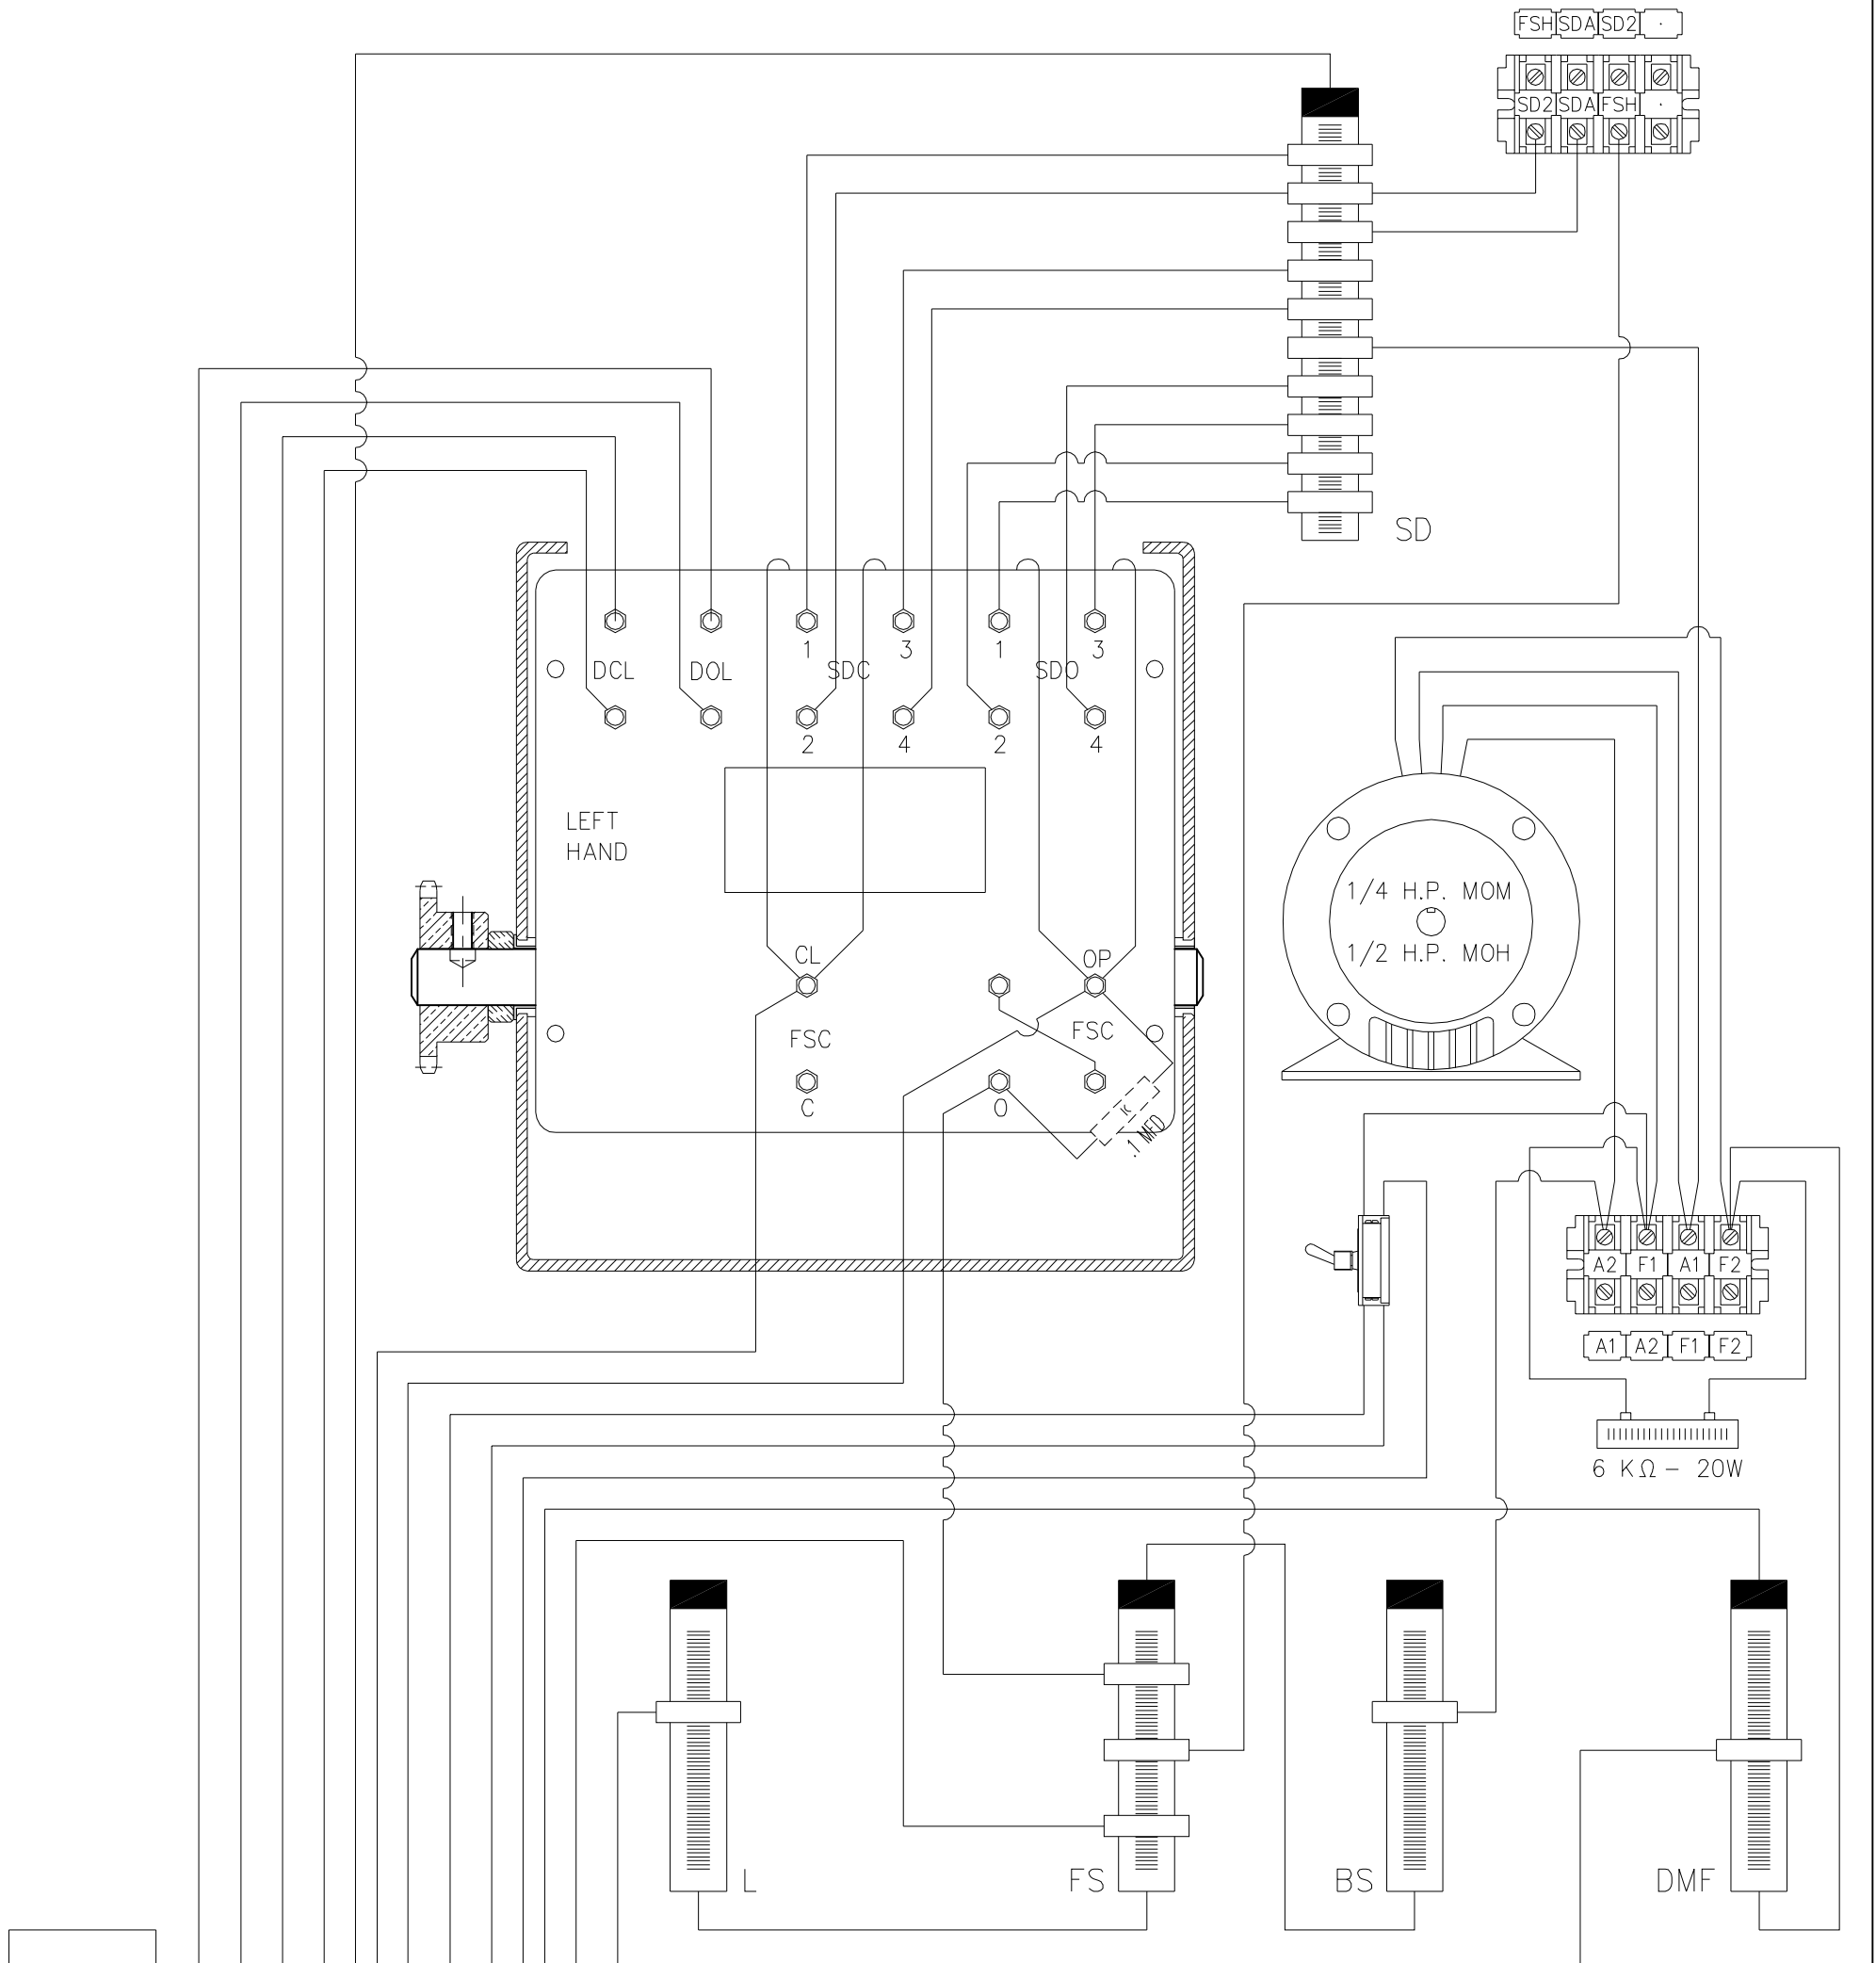 FSH SDA SD2 .
SD2 SDA FSH .
SD
1 3 1 3
DCL DOL SDC SDO
2 4 2 4
LEFT
HAND
1/4 H.P. MOM
1/2 H.P. MOH
CL OP
FSC FSC
C O
.1 MFD
A2 F1 A1 F2
A1 A2 F1 F2
6 KΩ - 20W
L FS BS DMF